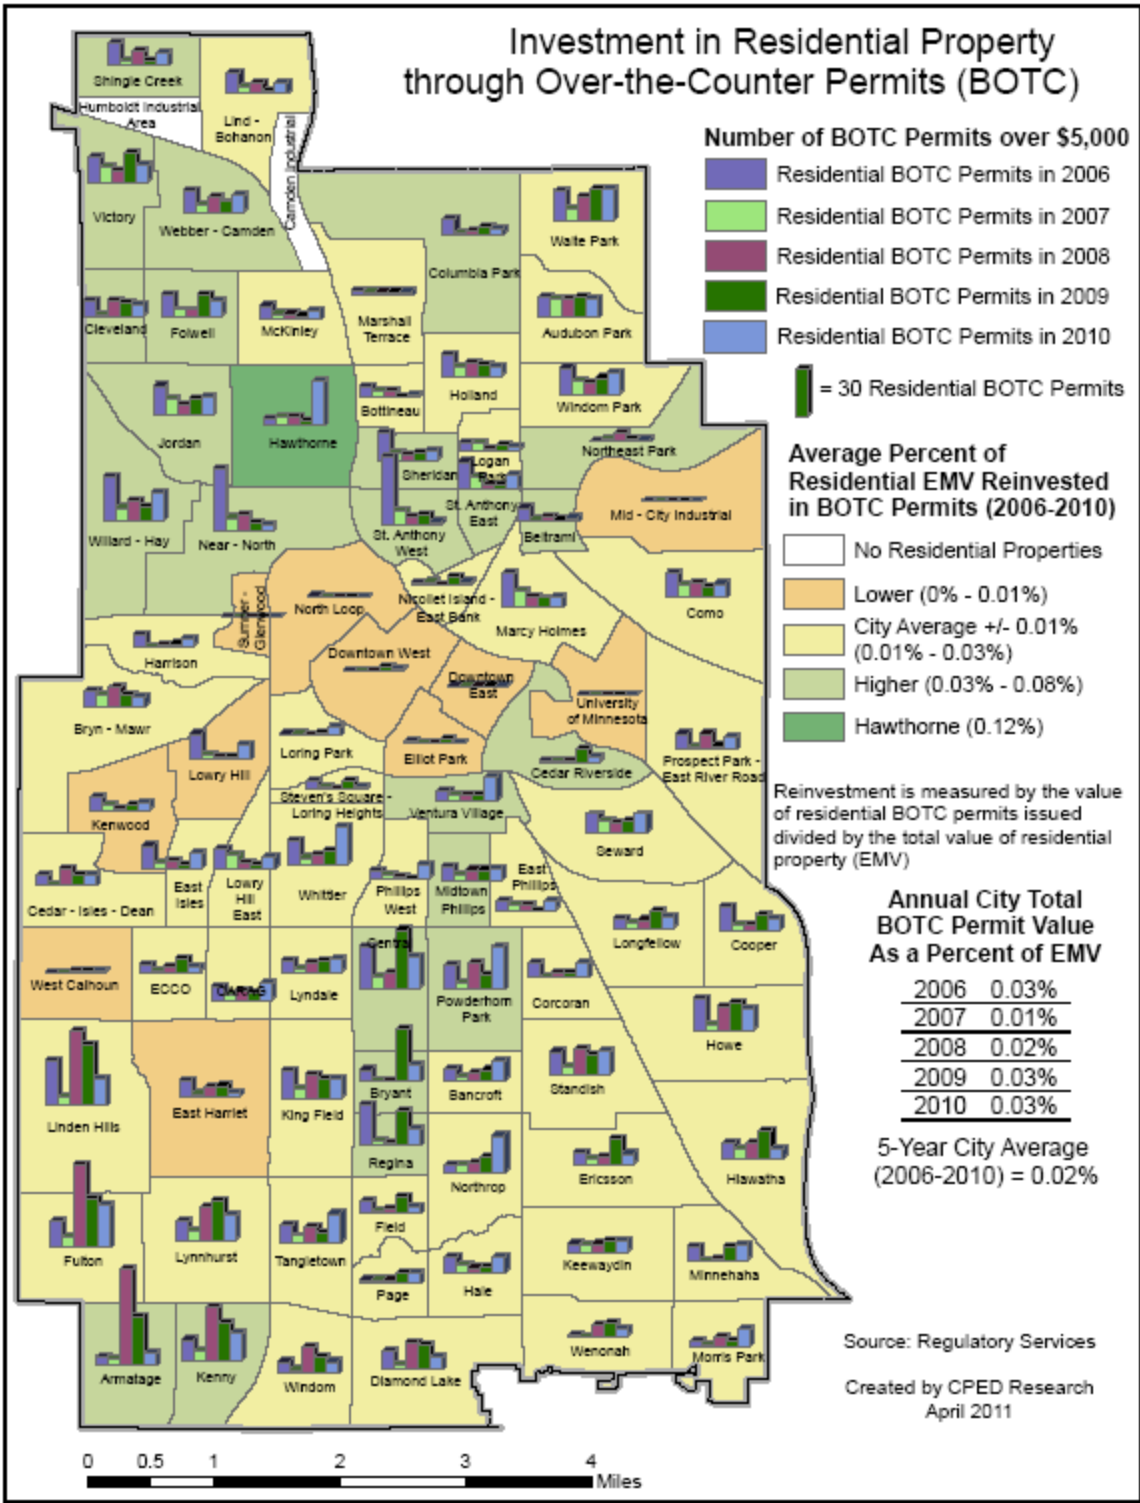 Investment in Residential Property
through Over-the-Counter Permits (BOTC)
Number of BOTC Permits over $5,000
Residential BOTC Permits in 2006
Residential BOTC Permits in 2007
Residential BOTC Permits in 2008
Residential BOTC Permits in 2009
Residential BOTC Permits in 2010
= 30 Residential BOTC Permits
Average Percent of
Residential EMV Reinvested
in BOTC Permits (2006-2010)
No Residential Properties
Lower (0% - 0.01%)
City Average +/- 0.01%
(0.01% - 0.03%)
Higher (0.03% - 0.08%)
Hawthorne (0.12%)
Reinvestment is measured by the value
of residential BOTC permits issued
divided by the total value of residential
property (EMV)
Annual City Total
BOTC Permit Value
As a Percent of EMV
2006 0.03%
2007 0.01%
2008 0.02%
2009 0.03%
2010 0.03%
5-Year City Average
(2006-2010) = 0.02%
Source: Regulatory Services
Created by CPED Research
April 2011
Shingle Creek
Humboldt Industrial
Area
Lind -
Bohanon
Camden Industrial
Victory
Webber - Camden
Columbia Park
Waite Park
Cleveland
Folwell
McKinley
Marshall
Terrace
Audubon Park
Holland
Bottineau
Windom Park
Jordan
Hawthorne
Sheridan
Logan
Park
Northeast Park
Willard - Hay
Near - North
St. Anthony
West
St. Anthony
East
Beltrami
Mid - City Industrial
Sumner -
Glenwood
North Loop
Nicollet Island -
East Bank
Marcy Holmes
Como
Harrison
Downtown West
Downtown
East
University
of Minnesota
Bryn - Mawr
Lowry Hill
Loring Park
Elliot Park
Cedar Riverside
Prospect Park -
East River Road
Kenwood
Steven's Square -
Loring Heights
Ventura Village
Seward
Cedar - Isles - Dean
East
Isles
Lowry
Hill
East
Whittier
Phillips
West
Midtown
Phillips
East
Phillips
Longfellow
Cooper
West Calhoun
ECCO
CARAG
Lyndale
Central
Powderhorn
Park
Corcoran
Howe
Linden Hills
East Harriet
King Field
Bryant
Bancroft
Standish
Regina
Northrop
Ericsson
Hiawatha
Fulton
Lynnhurst
Tangletown
Field
Page
Hale
Keewaydin
Minnehaha
Armatage
Kenny
Windom
Diamond Lake
Wenonah
Morris Park
0 0.5 1 2 3 4
Miles